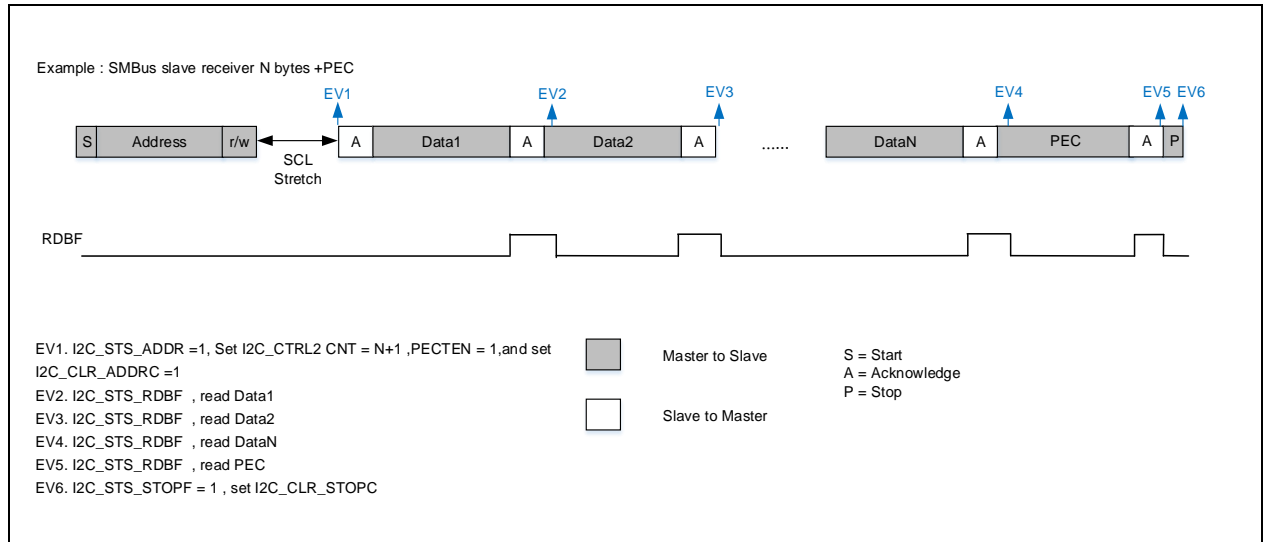 Example : SMBus slave receiver N bytes +PEC
EV1 EV2 EV3 EV4 EV5 EV6
S Address r/w A Data1 A Data2 A ...... DataN A PEC A P
SCL
Stretch
RDBF
EV1. I2C_STS_ADDR =1, Set I2C_CTRL2 CNT = N+1 ,PECTEN = 1,and set
I2C_CLR_ADDRC =1
EV2. I2C_STS_RDBF , read Data1
EV3. I2C_STS_RDBF , read Data2
EV4. I2C_STS_RDBF , read DataN
EV5. I2C_STS_RDBF , read PEC
EV6. I2C_STS_STOPF = 1 , set I2C_CLR_STOPC
Master to Slave
Slave to Master
S = Start
A = Acknowledge
P = Stop